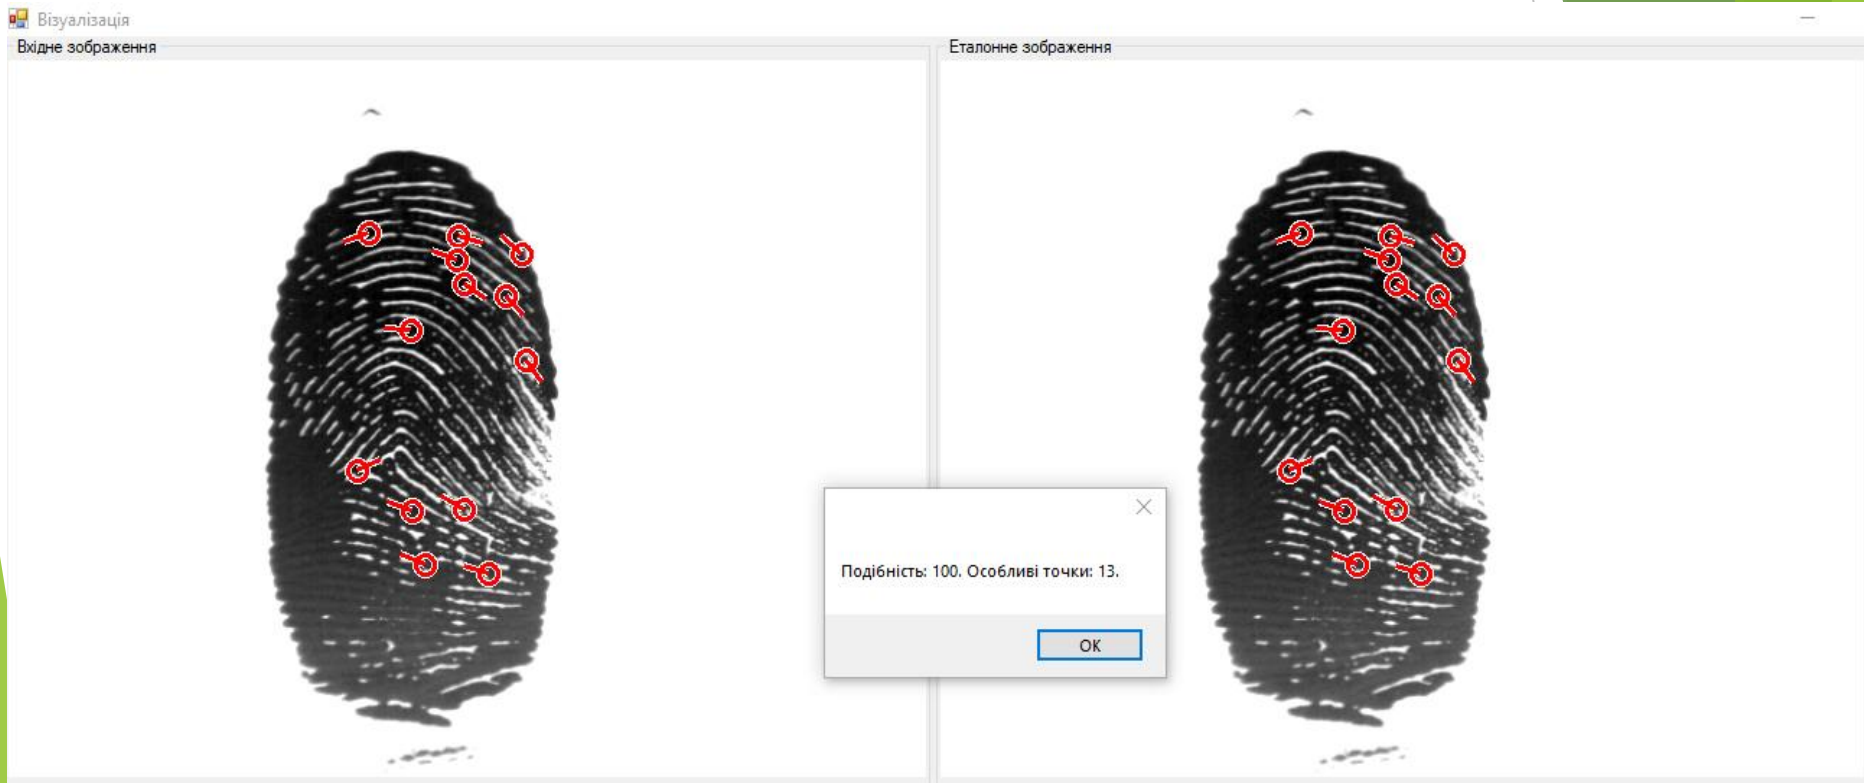 Візуалізація
Вхідне зображення
Еталонне зображення
Подібність: 100. Особливі точки: 13.
OK